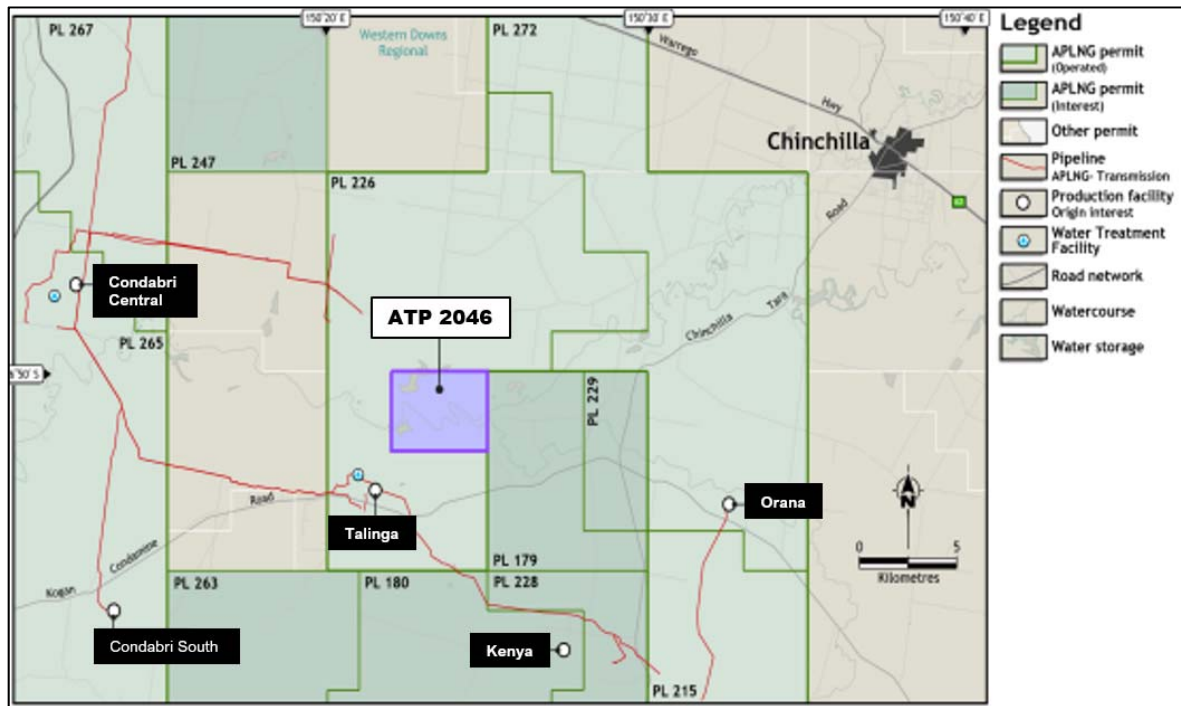 PL 267
150°20' E
Western Downs
Regional
PL 272
150°30' E
150°40' E
Warrego
Hwy
Chinchilla
PL 247
PL 226
Road
Condabri
Central
ATP 2046
Tara
Chinchilla
PL 265
6°50' S
PL 229
Orana
Road
Talinga
PL 179
Condamine
Kogan
PL 263
PL 180
PL 228
Condabri South
Kenya
PL 215
N
0
5
Kilometres
Legend
APLNG permit
(Operated)
APLNG permit
(Interest)
Other permit
Pipeline
APLNG- Transmission
Production facility
Origin interest
Water Treatment
Facility
Road network
Watercourse
Water storage